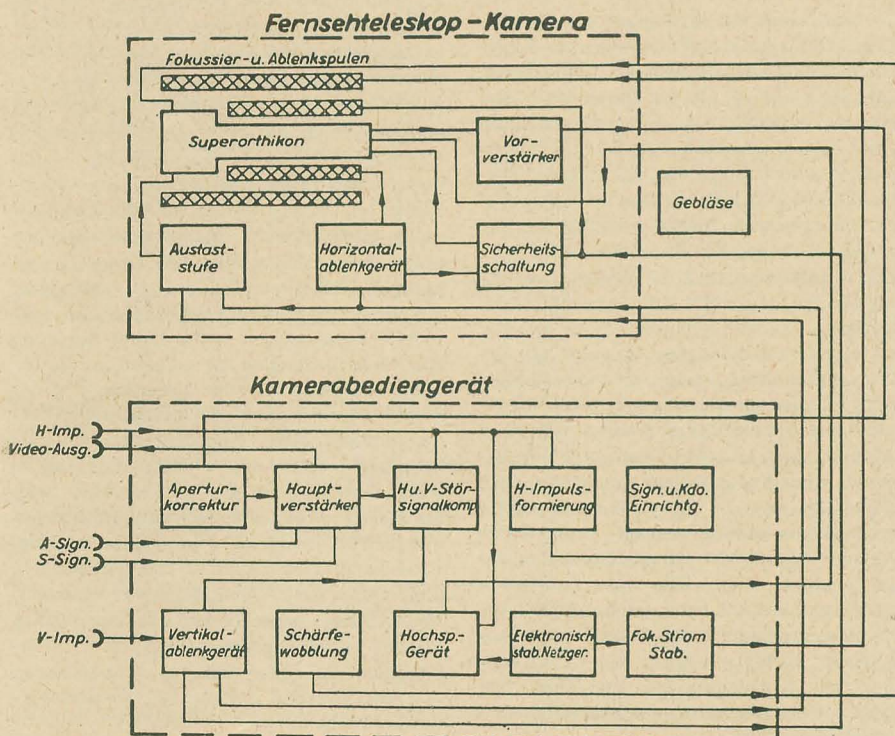 Fernsehteleskop-Kamera
Fokussier-u. Ablenkspulen
Superorthikon
Vor-
verstärker
Gebläse
Austast-
stufe
Horizontal-
ablenkgerät
Sicherheits-
schaltung
Kamerabediengerät
H-Imp.
Video-Ausg.
A-Sign.
S-Sign.
V-Imp.
Apertur-
korrektur
Haupt-
verstärker
H u. V-Stör-
signalkomp
H-Impuls-
formierung
Sign. u. Kdo.
Einrichtg.
Vertikal-
ablenkgerät
Schärfe-
wobblung
Hochsp.-
Gerät
Elektronisch
stab. Netzger.
Fok. Strom
Stab.